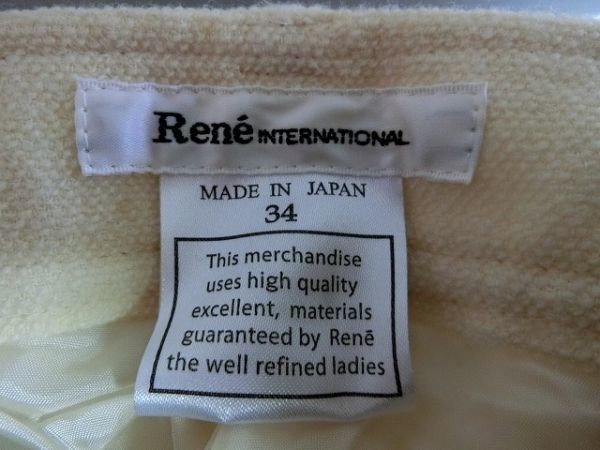 René INTERNATIONAL
MADE IN JAPAN
34
This merchandise
uses high quality
excellent, materials
guaranteed by René
the well refined ladies